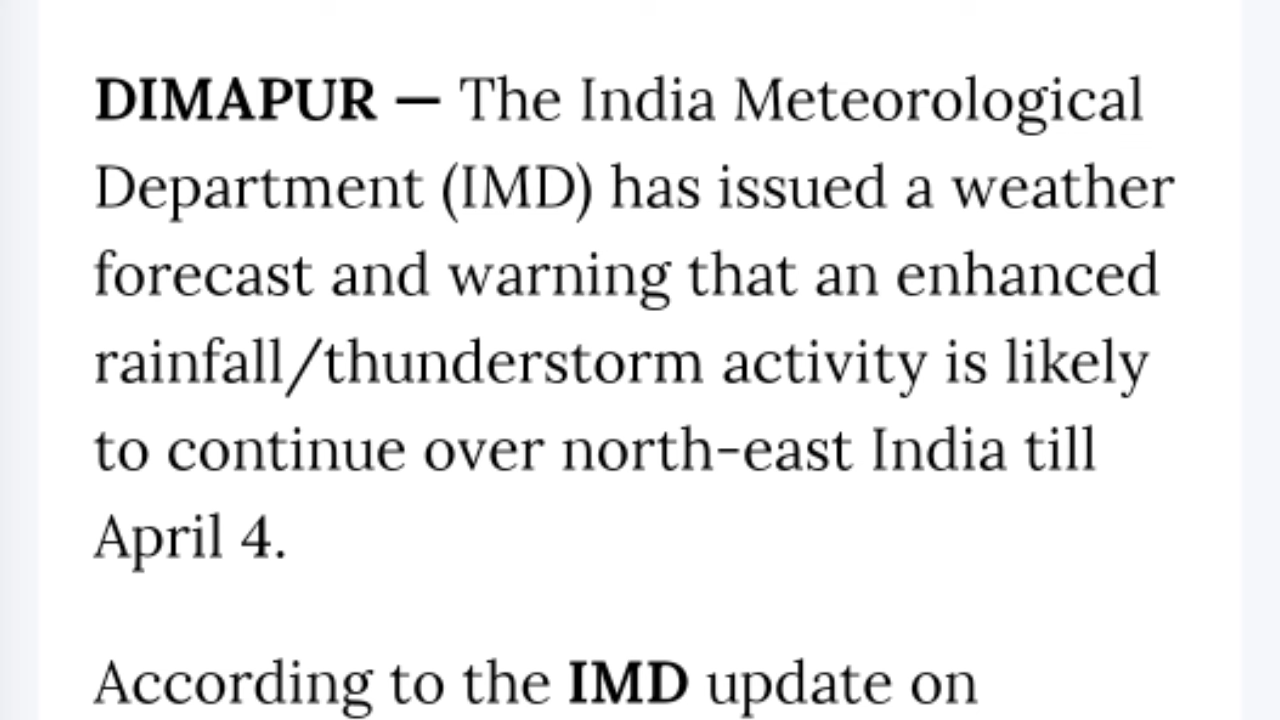 DIMAPUR — The India Meteorological
Department (IMD) has issued a weather
forecast and warning that an enhanced
rainfall/thunderstorm activity is likely
to continue over north-east India till
April 4.
According to the IMD update on